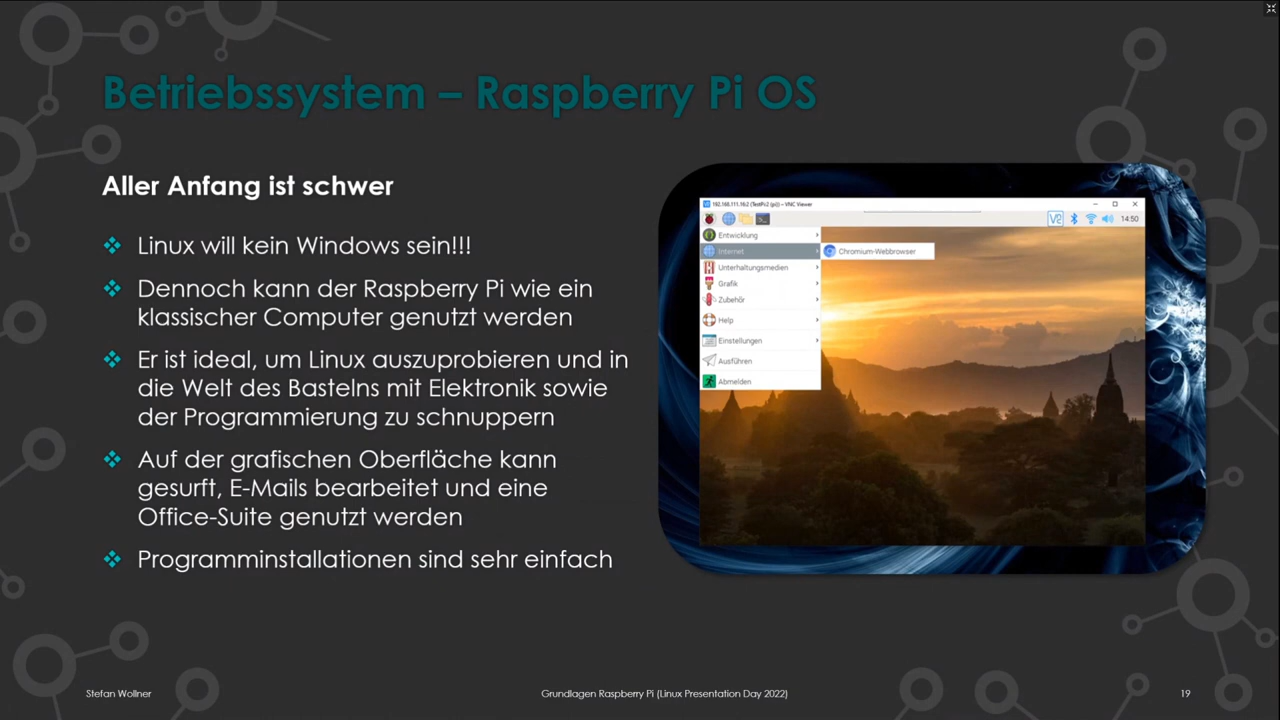 Betriebssystem – Raspberry Pi OS
Aller Anfang ist schwer
Linux will kein Windows sein!!!
Dennoch kann der Raspberry Pi wie ein
klassischer Computer genutzt werden
Er ist ideal, um Linux auszuprobieren und in
die Welt des Bastelns mit Elektronik sowie
der Programmierung zu schnuppern
Auf der grafischen Oberfläche kann
gesurft, E-Mails bearbeitet und eine
Office-Suite genutzt werden
Programminstallationen sind sehr einfach
(TestPi2 (pi)) – VNC Viewer
14:50
Entwicklung
Internet
Chromium-Webbrowser
Unterhaltungsmedien
Grafik
Zubehör
Help
Einstellungen
Ausführen
Abmelden
Stefan Wollner
Grundlagen Raspberry Pi (Linux Presentation Day 2022)
19